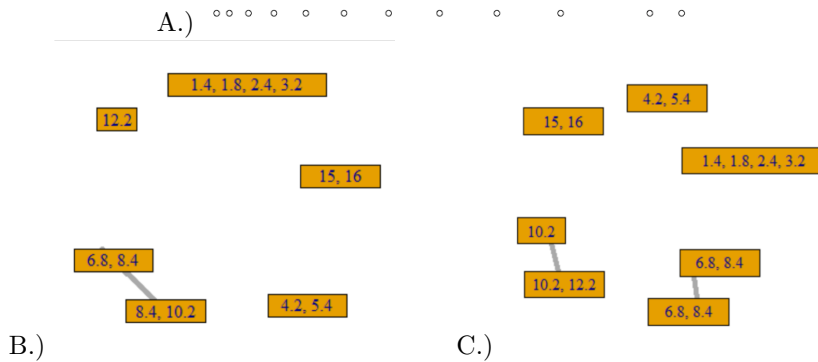 A.)
1.4, 1.8, 2.4, 3.2
12.2
15, 16
6.8, 8.4
8.4, 10.2
4.2, 5.4
B.)
4.2, 5.4
15, 16
1.4, 1.8, 2.4, 3.2
10.2
10.2, 12.2
6.8, 8.4
6.8, 8.4
C.)